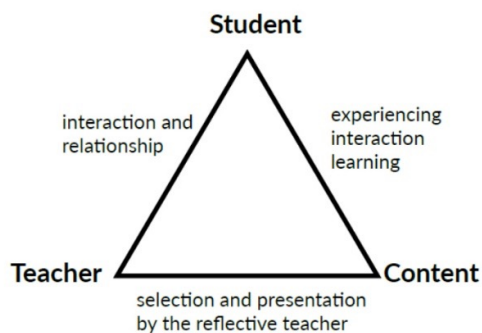 Student
interaction and
relationship
experiencing
interaction
learning
Teacher
Content
selection and presentation
by the reflective teacher